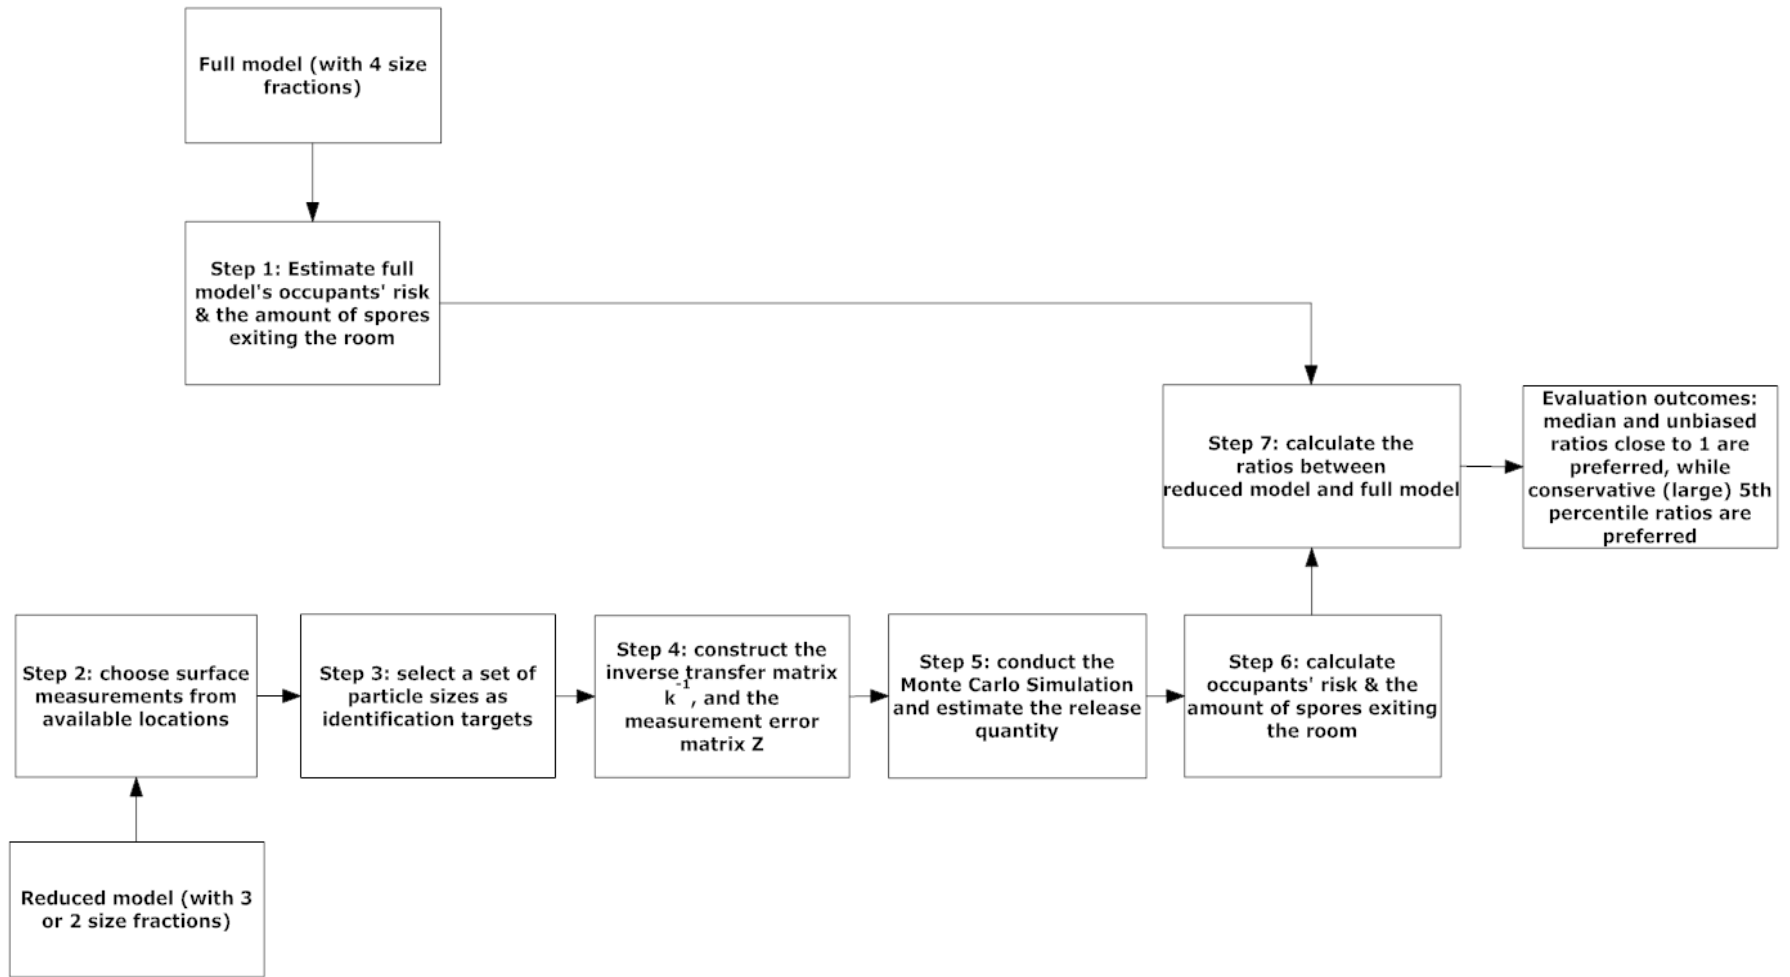 Full model (with 4 size
fractions)
Step 1: Estimate full
model's occupants' risk
& the amount of spores
exiting the room
Step 7: calculate the
ratios between
reduced model and full model
Evaluation outcomes:
median and unbiased
ratios close to 1 are
preferred, while
conservative (large) 5th
percentile ratios are
preferred
Step 2: choose surface
measurements from
available locations
Step 3: select a set of
particle sizes as
identification targets
Step 4: construct the
inverse transfer matrix
k⁻¹, and the
measurement error
matrix Z
Step 5: conduct the
Monte Carlo Simulation
and estimate the release
quantity
Step 6: calculate
occupants' risk & the
amount of spores exiting
the room
Reduced model (with 3
or 2 size fractions)